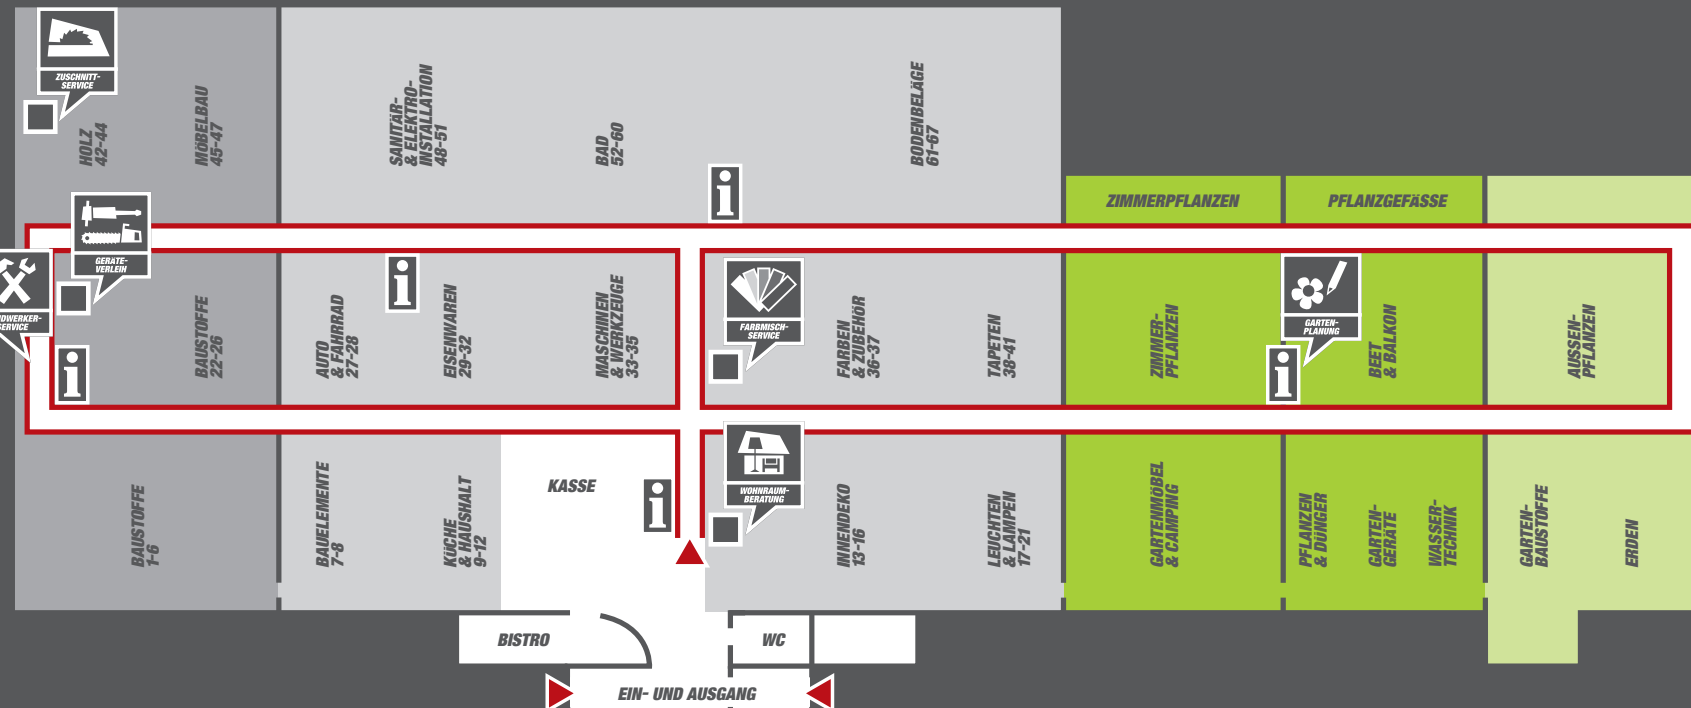 ZUSCHNITT-
SERVICE
HOLZ
42-44
MÖBELBAU
45-47
SANITÄR-
& ELEKTRO-
INSTALLATION
48-51
BAD
52-60
BODENBELÄGE
61-67
ZIMMERPFLANZEN
PFLANZGEFÄSSE
GERÄTE-
VERLEIH
DWERKER-
SERVICE
BAUSTOFFE
22-26
AUTO
& FAHRRAD
27-28
EISENWAREN
29-32
MASCHINEN
& WERKZEUGE
33-35
FARBMISCH-
SERVICE
FARBEN
& ZUBEHÖR
36-37
TAPETEN
38-41
ZIMMER-
PFLANZEN
GARTEN-
PLANUNG
BEET
& BALKON
AUSSEN-
PFLANZEN
BAUSTOFFE
1-6
BAUELEMENTE
7-8
KÜCHE
& HAUSHALT
9-12
KASSE
WOHNRAUM-
BERATUNG
INNENDEKO
13-16
LEUCHTEN
& LAMPEN
17-21
GARTENMÖBEL
& CAMPING
PFLANZEN
& DÜNGER
GARTEN-
GERÄTE
WASSER-
TECHNIK
GARTEN-
BAUSTOFFE
ERDEN
BISTRO
WC
EIN- UND AUSGANG